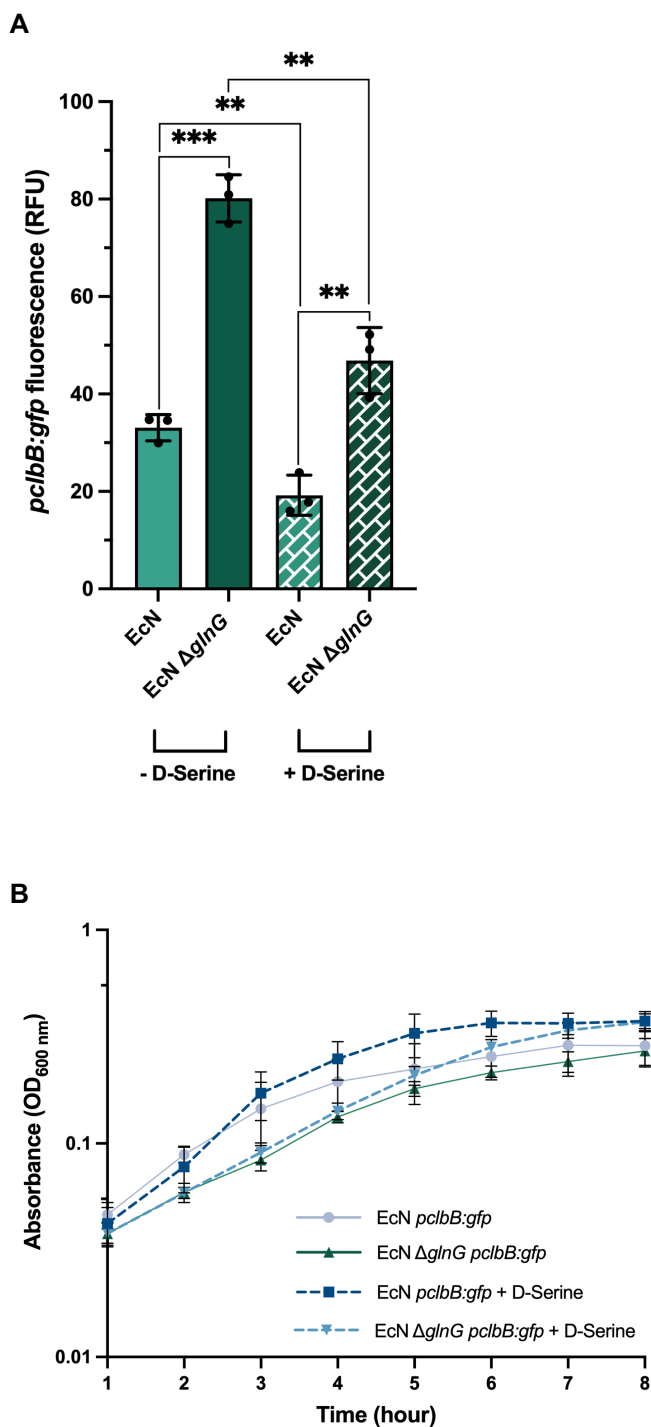 A
pclbB:gfp fluorescence (RFU)
100
80
60
40
20
0
**
**
***
**
EcN
EcN ΔglnG
EcN
EcN ΔglnG
- D-Serine
+ D-Serine
B
Absorbance (OD600 nm)
1
0.1
0.01
EcN pclbB:gfp
EcN ΔglnG pclbB:gfp
EcN pclbB:gfp + D-Serine
EcN ΔglnG pclbB:gfp + D-Serine
1 2 3 4 5 6 7 8
Time (hour)